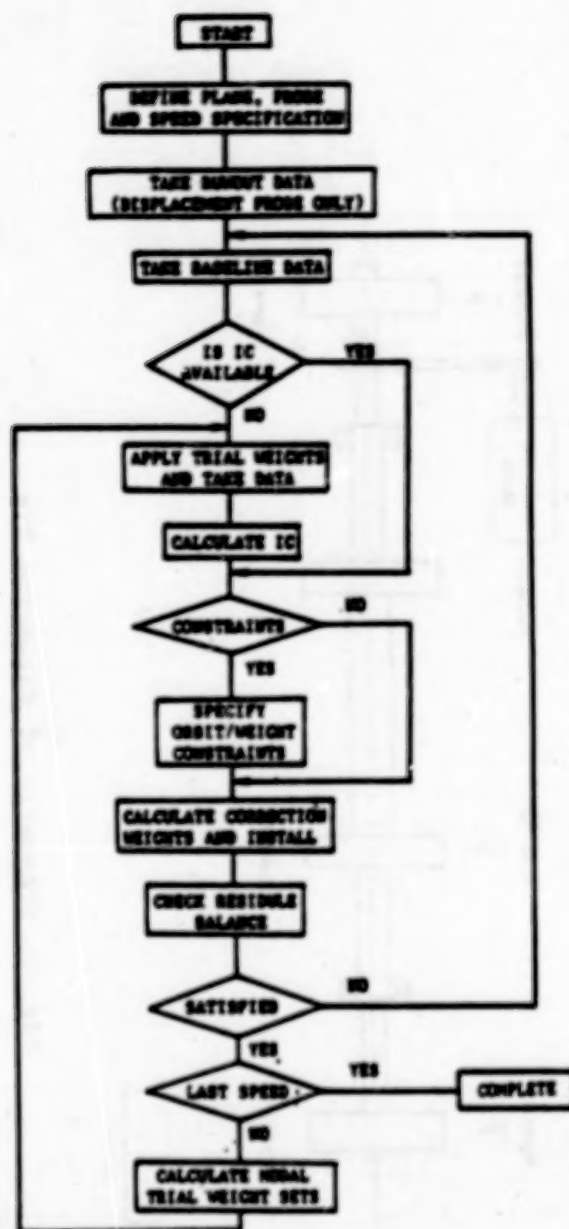 START
DEFINE PLANE, PROBE
AND SPEED SPECIFICATION
TAKE RUNOUT DATA
(DISPLACEMENT PROBE ONLY)
TAKE BASELINE DATA
IS IC
AVAILABLE
YES
NO
APPLY TRIAL WEIGHTS
AND TAKE DATA
CALCULATE IC
CONSTRAINTS
NO
YES
SPECIFY
ORBIT/WEIGHT
CONSTRAINTS
CALCULATE CORRECTION
WEIGHTS AND INSTALL
CHECK RESIDULE
BALANCE
SATISFIED
NO
YES
LAST SPEED
YES
COMPLETE
NO
CALCULATE MODAL
TRIAL WEIGHT SETS